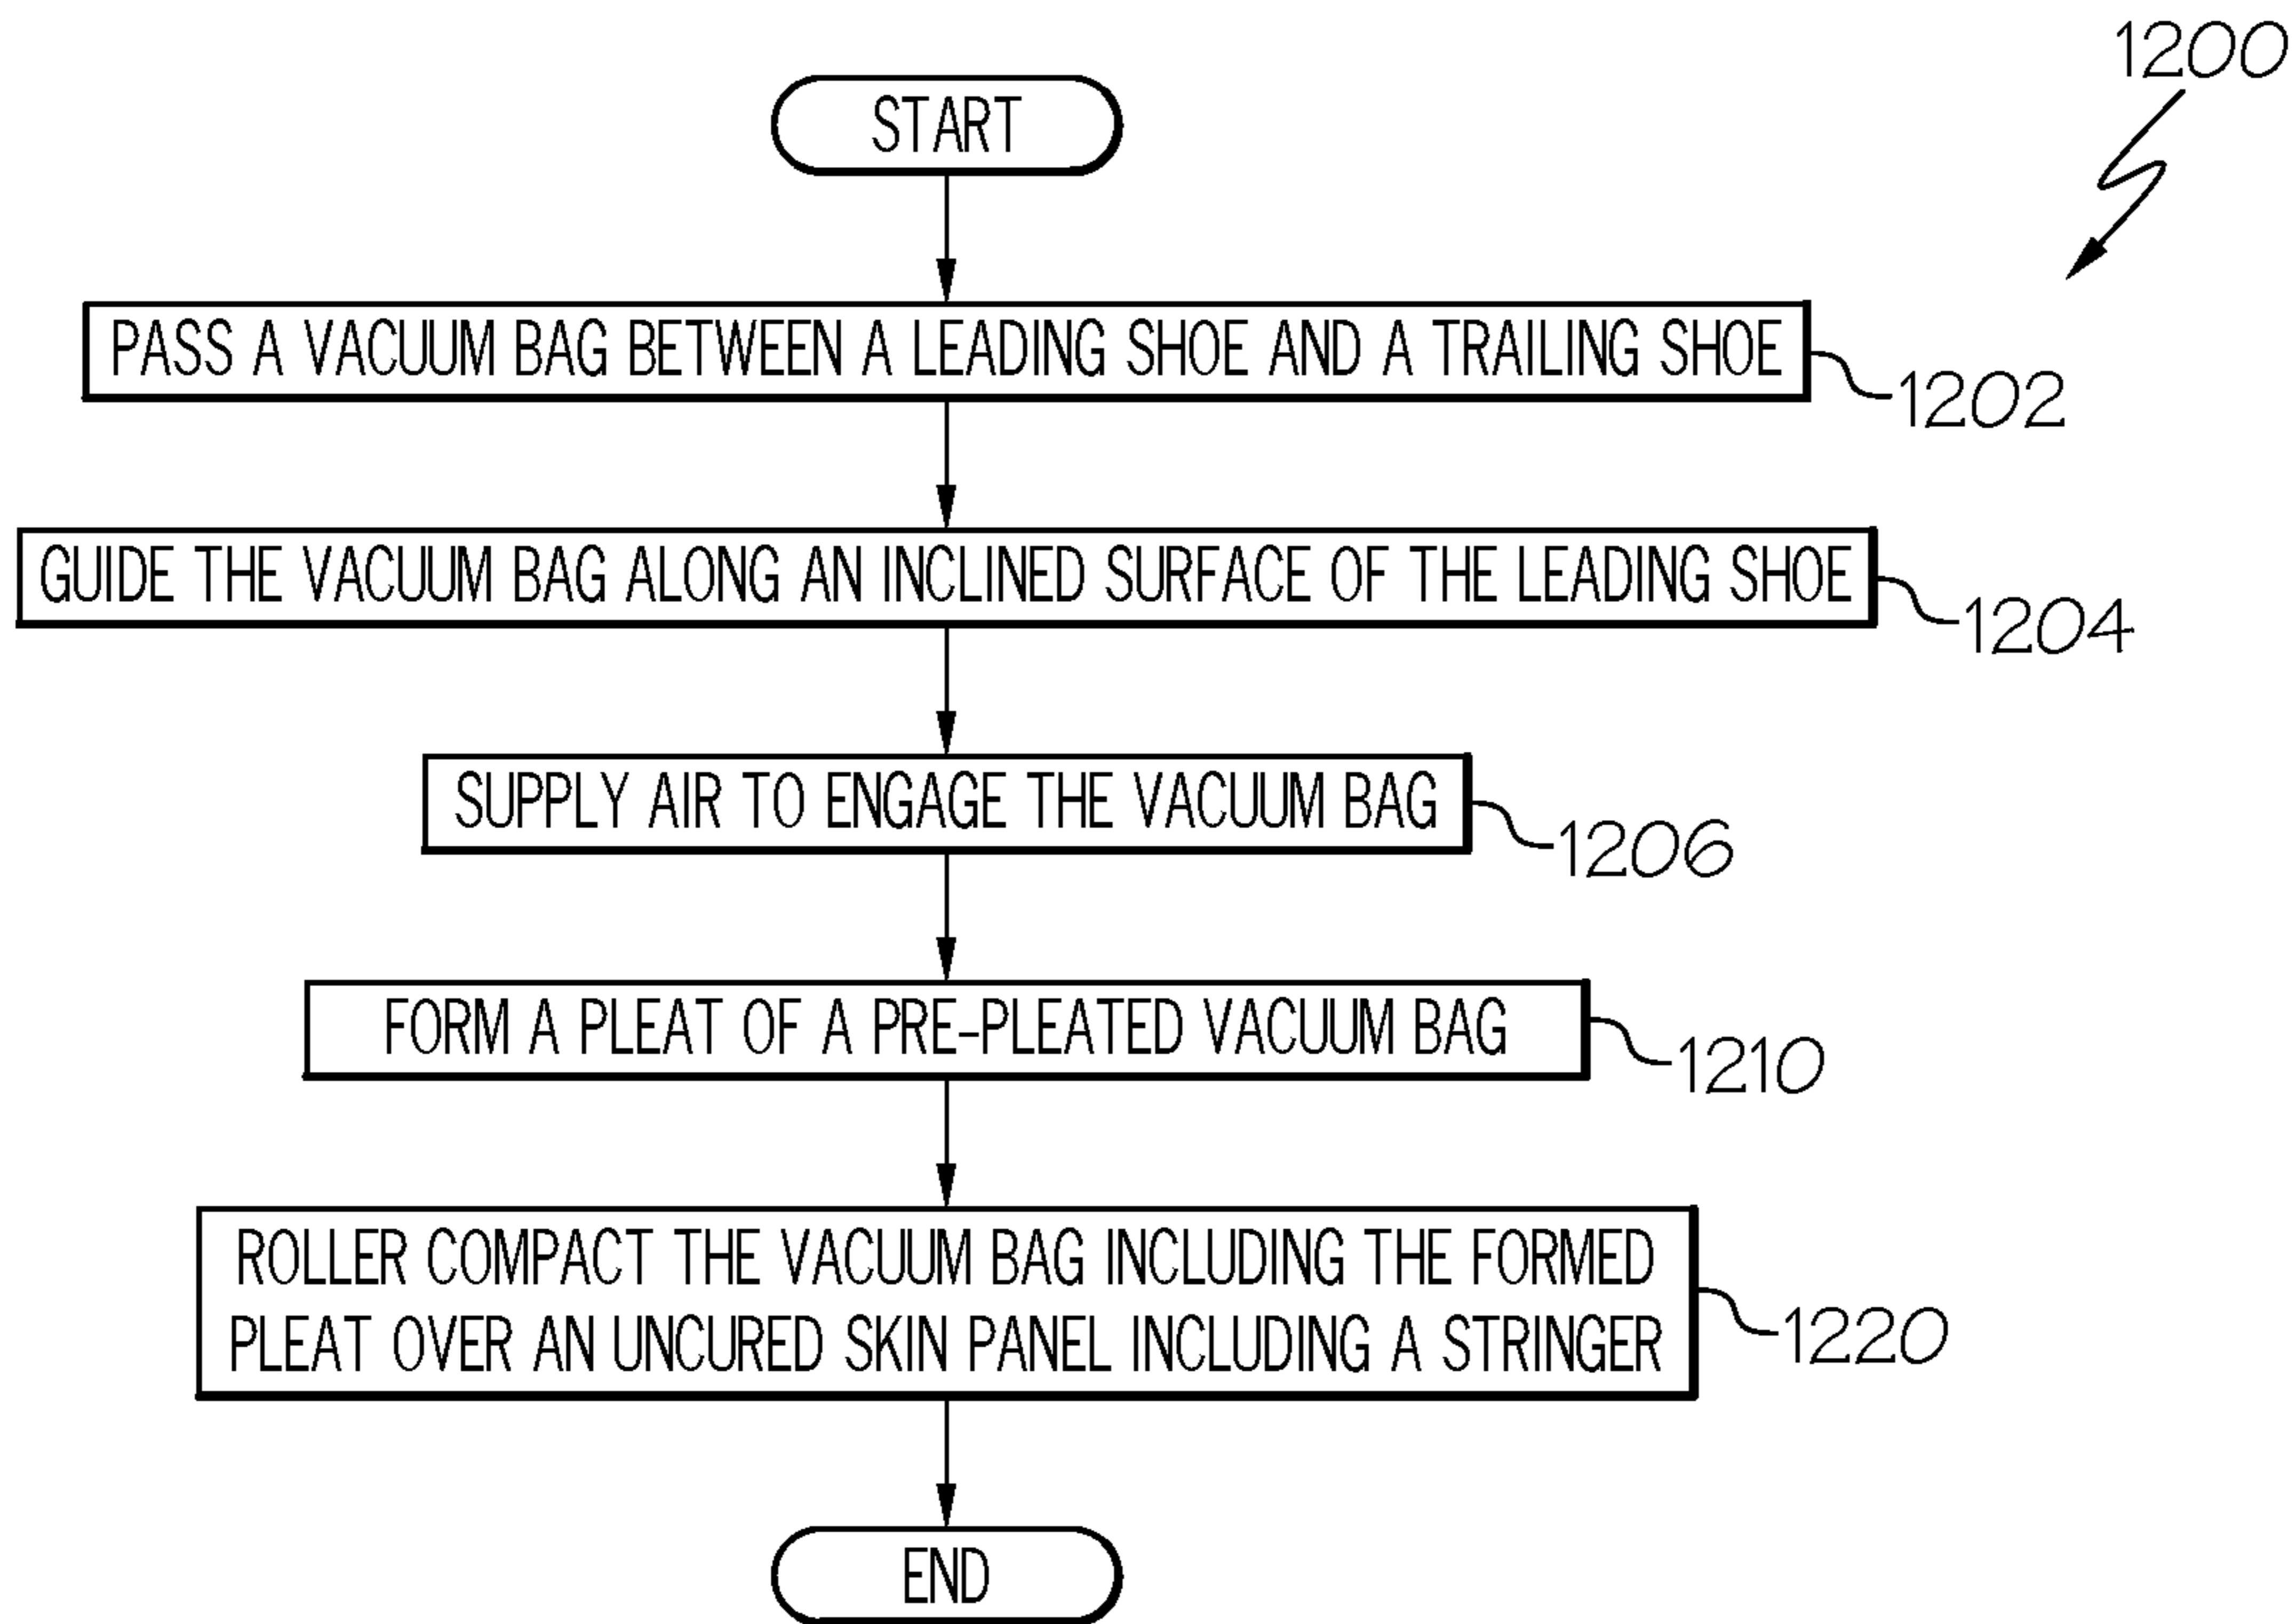 1200
START
PASS A VACUUM BAG BETWEEN A LEADING SHOE AND A TRAILING SHOE
1202
GUIDE THE VACUUM BAG ALONG AN INCLINED SURFACE OF THE LEADING SHOE
1204
SUPPLY AIR TO ENGAGE THE VACUUM BAG
1206
FORM A PLEAT OF A PRE-PLEATED VACUUM BAG
1210
ROLLER COMPACT THE VACUUM BAG INCLUDING THE FORMED
PLEAT OVER AN UNCURED SKIN PANEL INCLUDING A STRINGER
1220
END